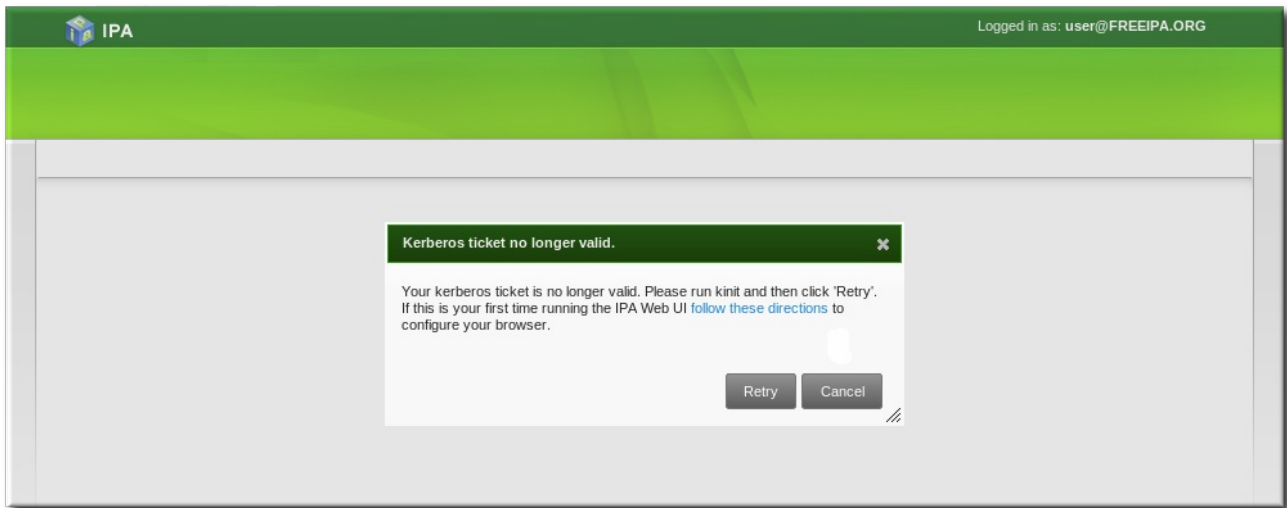 IPA
Logged in as: user@FREEIPA.ORG
Kerberos ticket no longer valid.
Your kerberos ticket is no longer valid. Please run kinit and then click 'Retry'.
If this is your first time running the IPA Web UI follow these directions to
configure your browser.
Retry Cancel